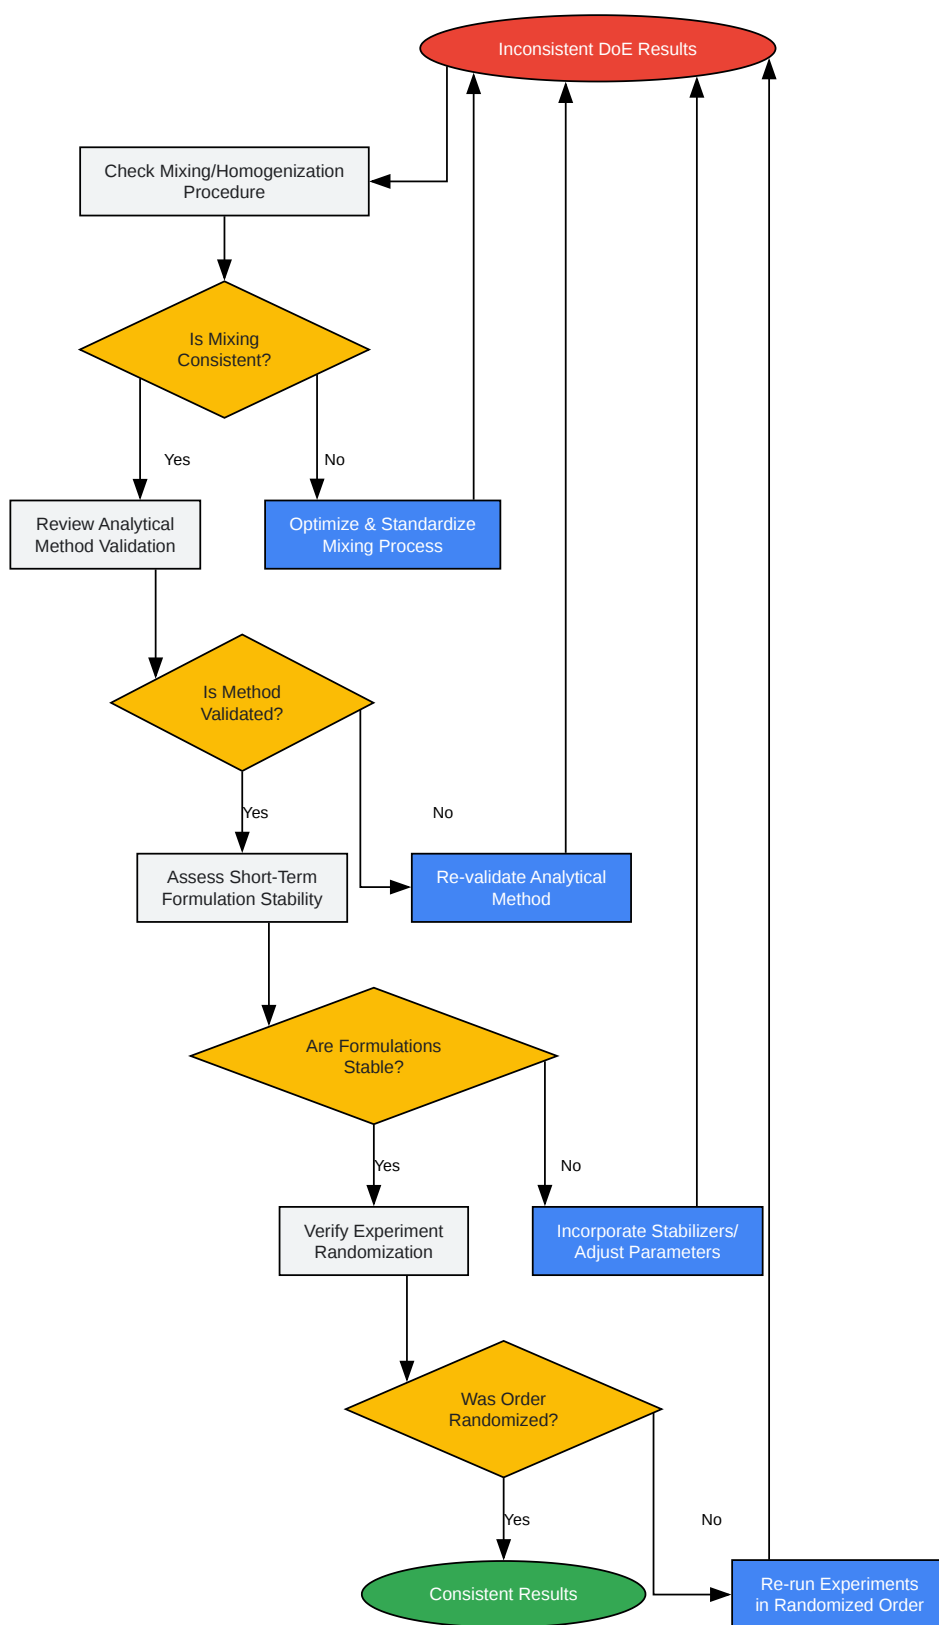 Inconsistent DoE Results
Check Mixing/Homogenization
Procedure
Is Mixing
Consistent?
Yes
No
Review Analytical
Method Validation
Optimize & Standardize
Mixing Process
Is Method
Validated?
Yes
No
Assess Short-Term
Formulation Stability
Re-validate Analytical
Method
Are Formulations
Stable?
Yes
No
Verify Experiment
Randomization
Incorporate Stabilizers/
Adjust Parameters
Was Order
Randomized?
Yes
No
Consistent Results
Re-run Experiments
in Randomized Order